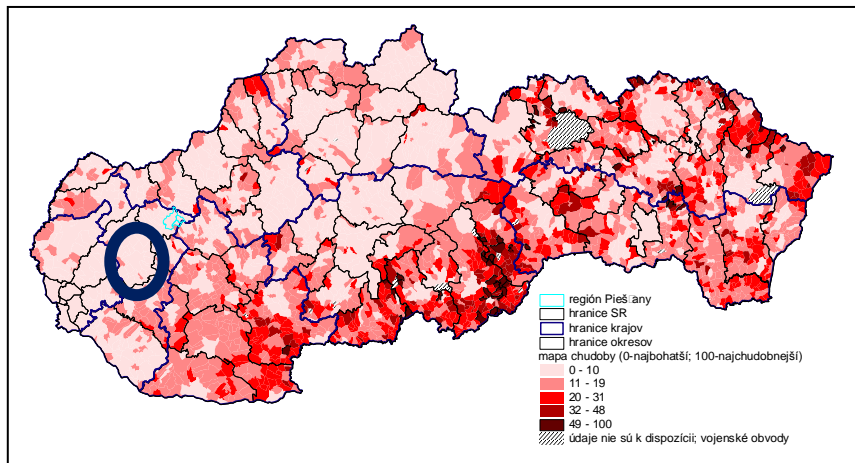 región Pieš any
hranice SR
hranice krajov
hranice okresov
mapa chudoby (0-najbohatší; 100-najchudobnejší)
0 - 10
11 - 19
20 - 31
32 - 48
49 - 100
údaje nie sú k dispozícii; vojenské obvody